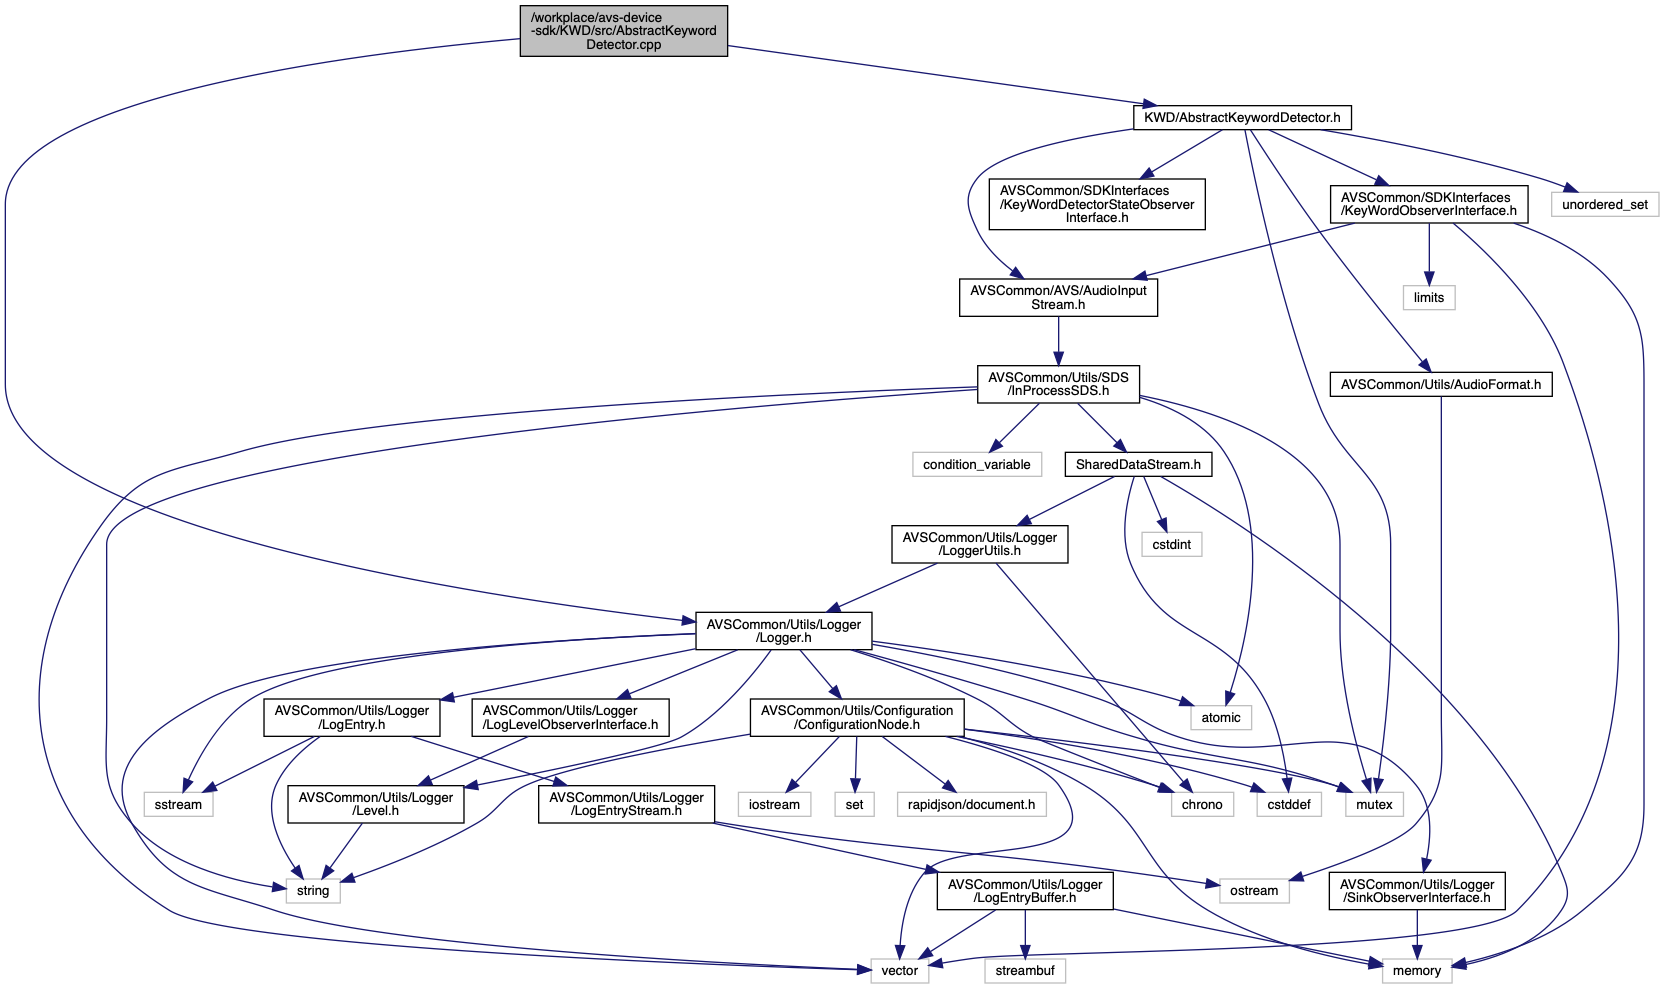 /workplace/avs-device
-sdk/KWD/src/AbstractKeyword
Detector.cpp
KWD/AbstractKeywordDetector.h
AVSCommon/SDKInterfaces
/KeyWordDetectorStateObserver
Interface.h
AVSCommon/SDKInterfaces
/KeyWordObserverInterface.h
unordered_set
AVSCommon/AVS/AudioInput
Stream.h
limits
AVSCommon/Utils/SDS
/InProcessSDS.h
AVSCommon/Utils/AudioFormat.h
condition_variable
SharedDataStream.h
AVSCommon/Utils/Logger
/LoggerUtils.h
cstdint
AVSCommon/Utils/Logger
/Logger.h
AVSCommon/Utils/Logger
/LogEntry.h
AVSCommon/Utils/Logger
/LogLevelObserverInterface.h
AVSCommon/Utils/Configuration
/ConfigurationNode.h
atomic
sstream
AVSCommon/Utils/Logger
/Level.h
AVSCommon/Utils/Logger
/LogEntryStream.h
iostream
set
rapidjson/document.h
chrono
cstddef
mutex
string
AVSCommon/Utils/Logger
/LogEntryBuffer.h
ostream
AVSCommon/Utils/Logger
/SinkObserverInterface.h
vector
streambuf
memory